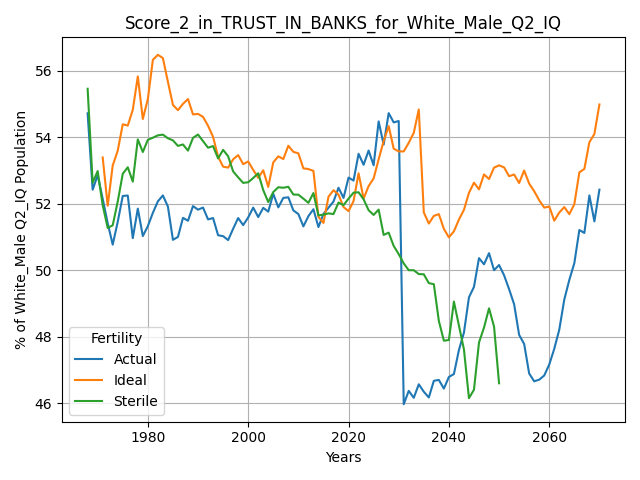 Score_2_in_TRUST_IN_BANKS_for_White_Male_Q2_IQ
% of White_Male Q2_IQ Population
56
54
52
50
48
46
Fertility
Actual
Ideal
Sterile
1980
2000
2020
2040
2060
Years